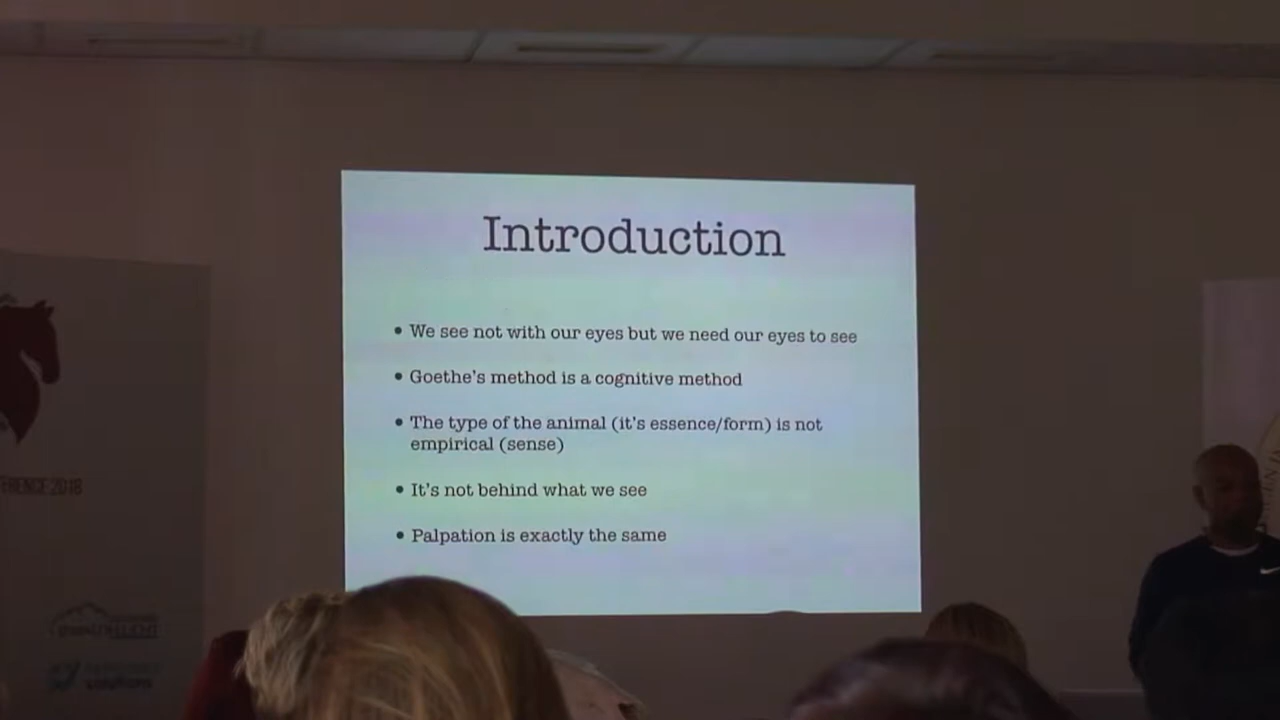 Introduction
• We see not with our eyes but we need our eyes to see
• Goethe's method is a cognitive method
• The type of the animal (it's essence/form) is not
empirical (sense)
• It's not behind what we see
• Palpation is exactly the same
2018